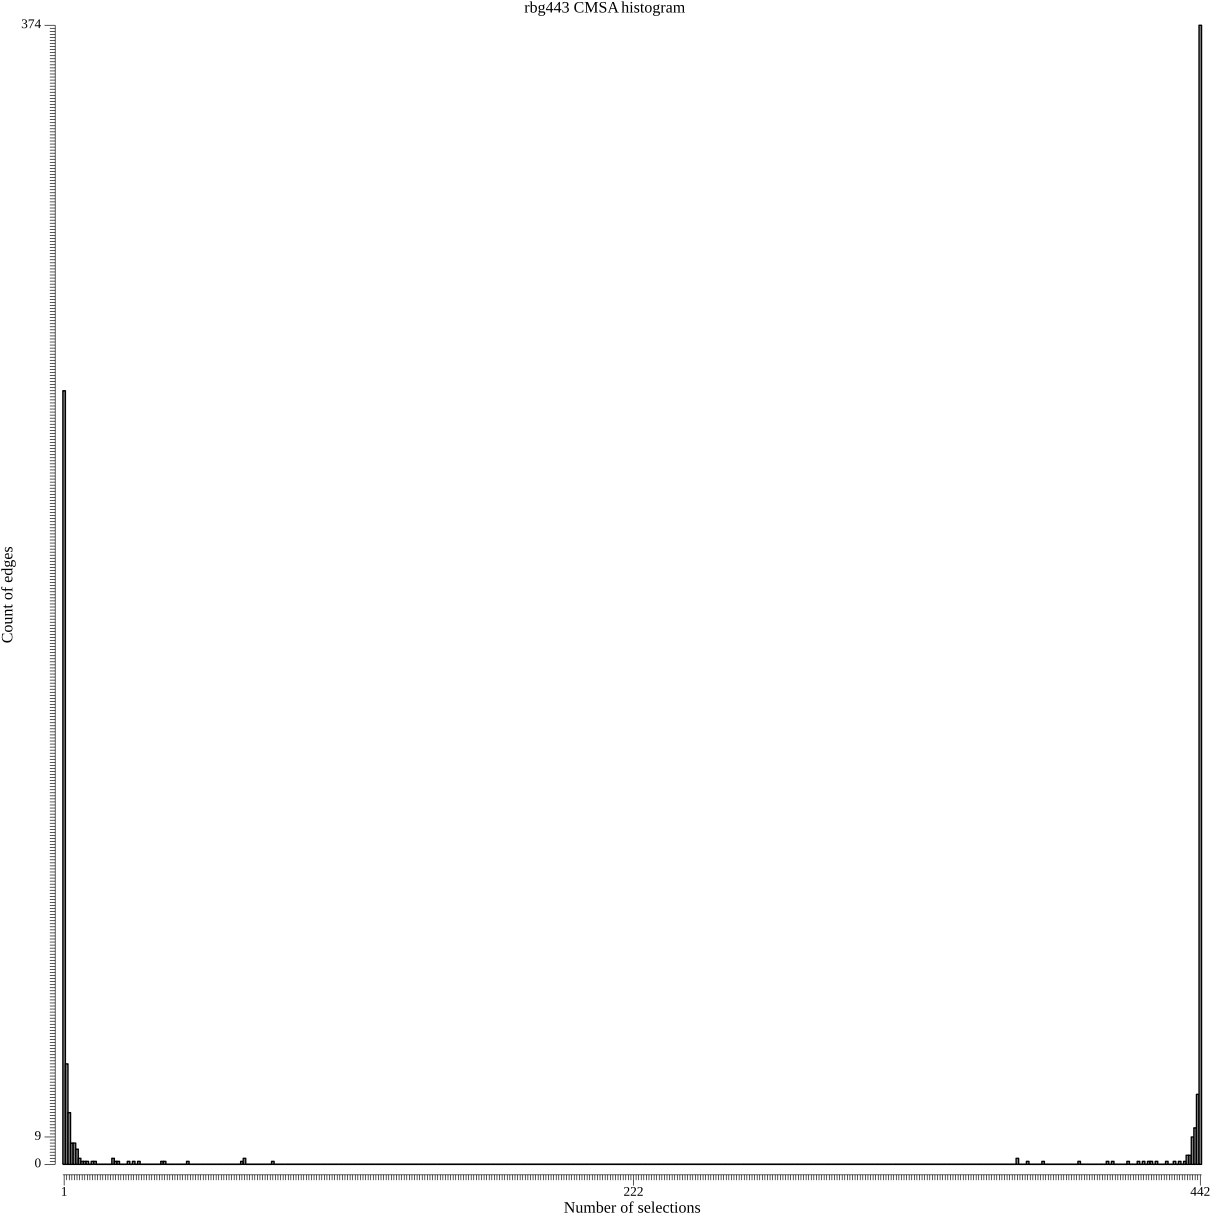 rbg443 CMSA histogram
374
Count of edges
9
0
1
222
442
Number of selections